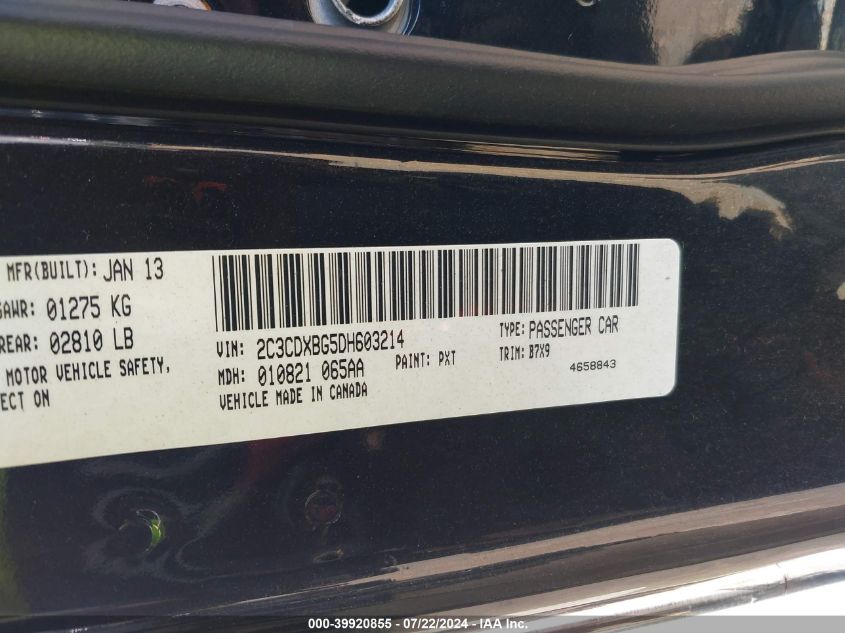 MFR(BUILT): JAN 13
GAWR: 01275 KG
REAR: 02810 LB
MOTOR VEHICLE SAFETY,
ECT ON
VIN: 2C3CDXBG5DH603214
TYPE: PASSENGER CAR
MDH: 010821 065AA
PAINT: PXT
TRIM: B7X9
VEHICLE MADE IN CANADA
4658843
000-39920855 - 07/22/2024 - IAA Inc.